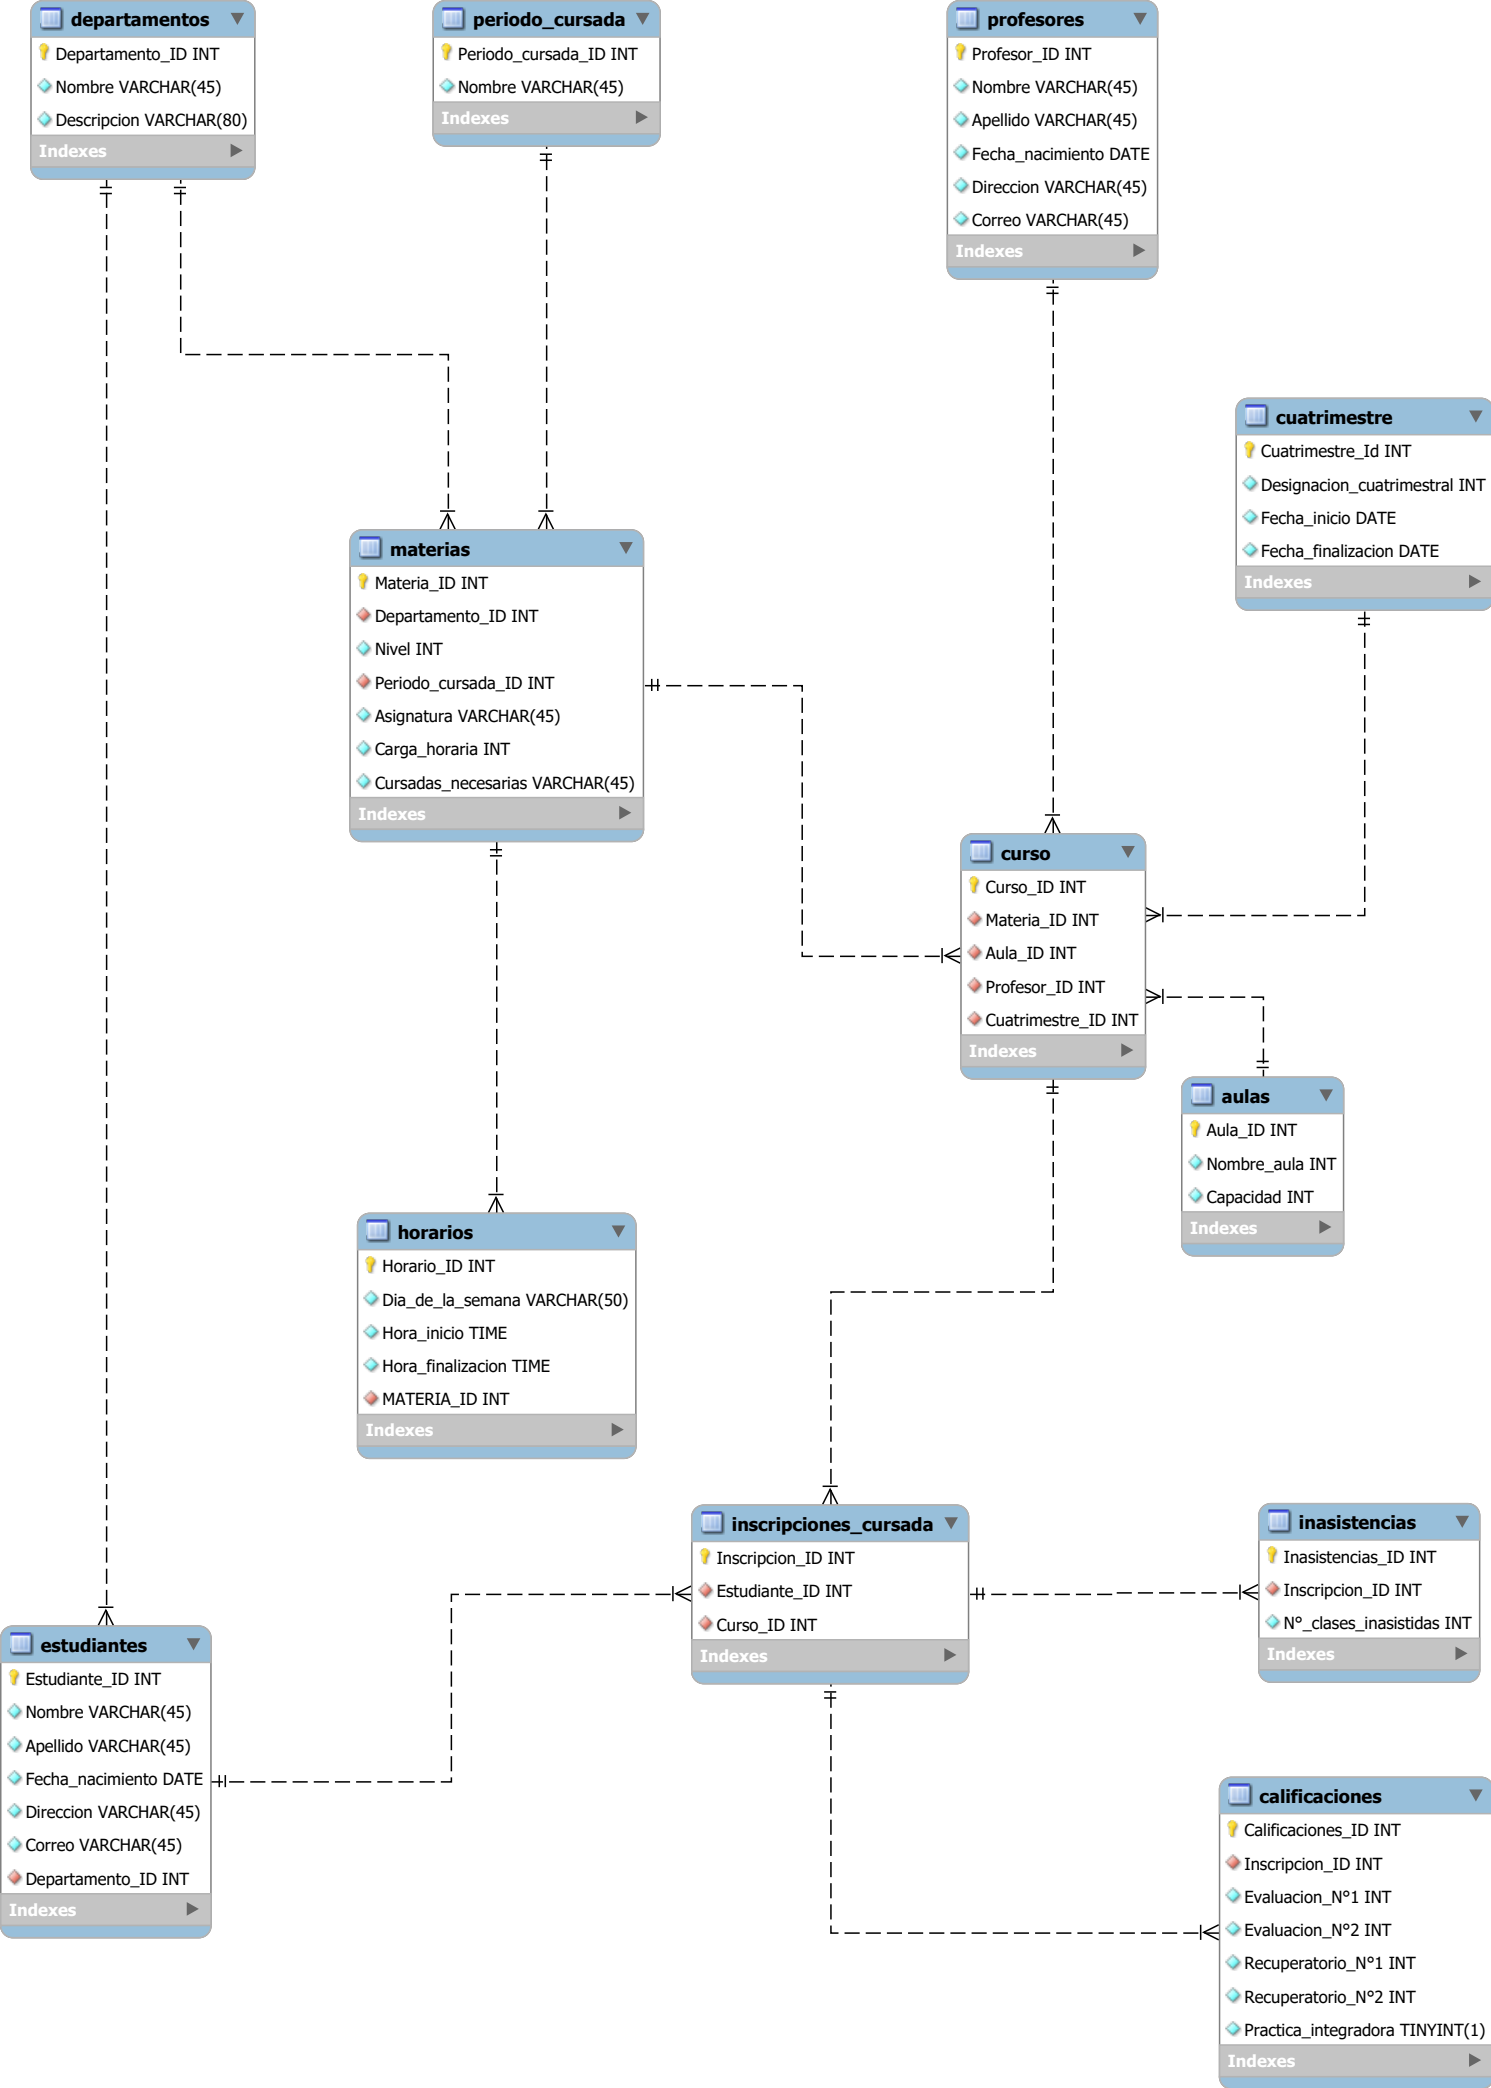 departamentos
Departamento_ID INT
Nombre VARCHAR(45)
Descripcion VARCHAR(80)
Indexes
periodo_cursada
Periodo_cursada_ID INT
Nombre VARCHAR(45)
Indexes
profesores
Profesor_ID INT
Nombre VARCHAR(45)
Apellido VARCHAR(45)
Fecha_nacimiento DATE
Direccion VARCHAR(45)
Correo VARCHAR(45)
Indexes
cuatrimestre
Cuatrimestre_Id INT
Designacion_cuatrimestral INT
Fecha_inicio DATE
Fecha_finalizacion DATE
Indexes
materias
Materia_ID INT
Departamento_ID INT
Nivel INT
Periodo_cursada_ID INT
Asignatura VARCHAR(45)
Carga_horaria INT
Cursadas_necesarias VARCHAR(45)
Indexes
curso
Curso_ID INT
Materia_ID INT
Aula_ID INT
Profesor_ID INT
Cuatrimestre_ID INT
Indexes
aulas
Aula_ID INT
Nombre_aula INT
Capacidad INT
Indexes
horarios
Horario_ID INT
Dia_de_la_semana VARCHAR(50)
Hora_inicio TIME
Hora_finalizacion TIME
MATERIA_ID INT
Indexes
inscripciones_cursada
Inscripcion_ID INT
Estudiante_ID INT
Curso_ID INT
Indexes
inasistencias
Inasistencias_ID INT
Inscripcion_ID INT
N°_clases_inasistidas INT
Indexes
estudiantes
Estudiante_ID INT
Nombre VARCHAR(45)
Apellido VARCHAR(45)
Fecha_nacimiento DATE
Direccion VARCHAR(45)
Correo VARCHAR(45)
Departamento_ID INT
Indexes
calificaciones
Calificaciones_ID INT
Inscripcion_ID INT
Evaluacion_N°1 INT
Evaluacion_N°2 INT
Recuperatorio_N°1 INT
Recuperatorio_N°2 INT
Practica_integradora TINYINT(1)
Indexes